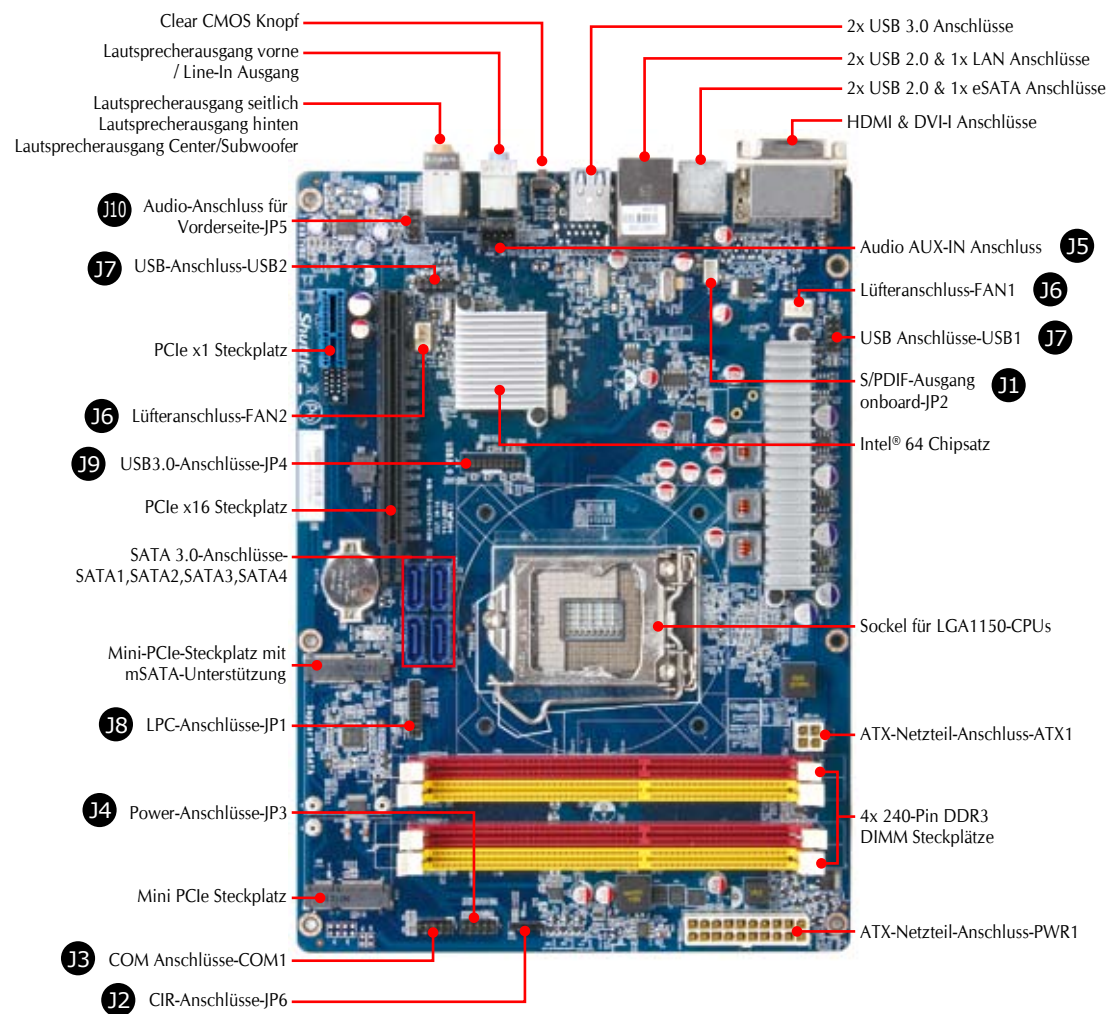 Clear CMOS Knopf
Lautsprecherausgang vorne
/ Line-In Ausgang
Lautsprecherausgang seitlich
Lautsprecherausgang hinten
Lautsprecherausgang Center/Subwoofer
J10 Audio-Anschluss für
Vorderseite-JP5
J7 USB-Anschluss-USB2
PCIe x1 Steckplatz
J6 Lüfteranschluss-FAN2
J9 USB3.0-Anschlüsse-JP4
PCIe x16 Steckplatz
SATA 3.0-Anschlüsse-
SATA1,SATA2,SATA3,SATA4
Mini-PCIe-Steckplatz mit
mSATA-Unterstützung
J8 LPC-Anschlüsse-JP1
J4 Power-Anschlüsse-JP3
Mini PCIe Steckplatz
J3 COM Anschlüsse-COM1
J2 CIR-Anschlüsse-JP6
2x USB 3.0 Anschlüsse
2x USB 2.0 & 1x LAN Anschlüsse
2x USB 2.0 & 1x eSATA Anschlüsse
HDMI & DVI-I Anschlüsse
Audio AUX-IN Anschluss J5
Lüfteranschluss-FAN1 J6
USB Anschlüsse-USB1 J7
S/PDIF-Ausgang
onboard-JP2 J1
Intel® 64 Chipsatz
Sockel für LGA1150-CPUs
ATX-Netzteil-Anschluss-ATX1
4x 240-Pin DDR3
DIMM Steckplätze
ATX-Netzteil-Anschluss-PWR1
Shuttle